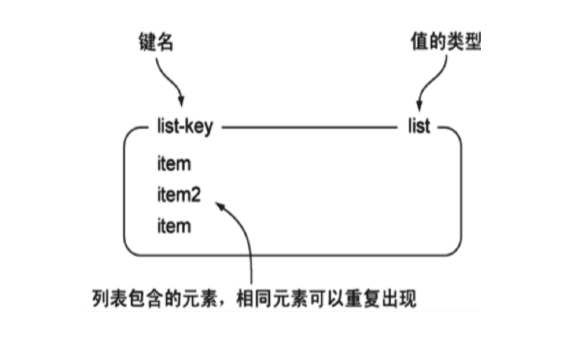 键名 值的类型
list-key list
item
item2
item
列表包含的元素，相同元素可以重复出现